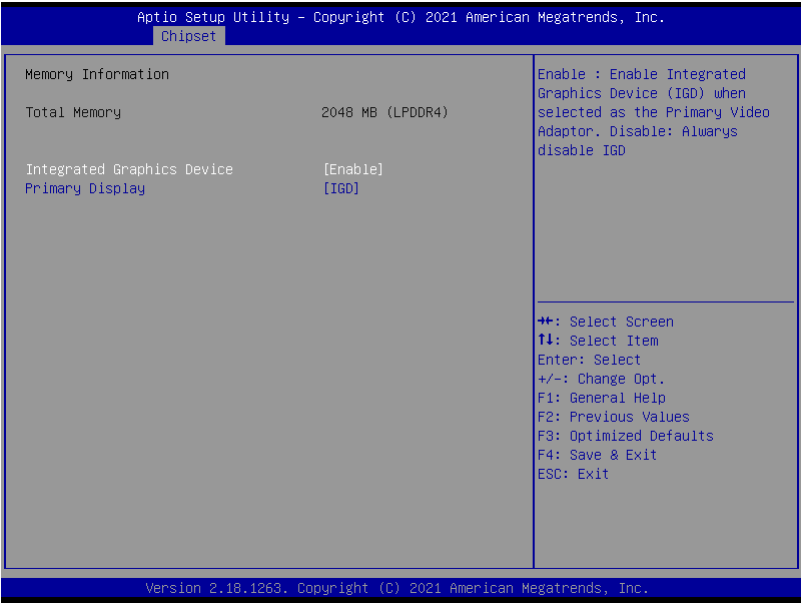 Aptio Setup Utility – Copyright (C) 2021 American Megatrends, Inc.
Chipset
Memory Information
Total Memory 2048 MB (LPDDR4)
Integrated Graphics Device [Enable]
Primary Display [IGD]
Enable : Enable Integrated
Graphics Device (IGD) when
selected as the Primary Video
Adaptor. Disable: Alwarys
disable IGD
→←: Select Screen
↑↓: Select Item
Enter: Select
+/-: Change Opt.
F1: General Help
F2: Previous Values
F3: Optimized Defaults
F4: Save & Exit
ESC: Exit
Version 2.18.1263. Copyright (C) 2021 American Megatrends, Inc.